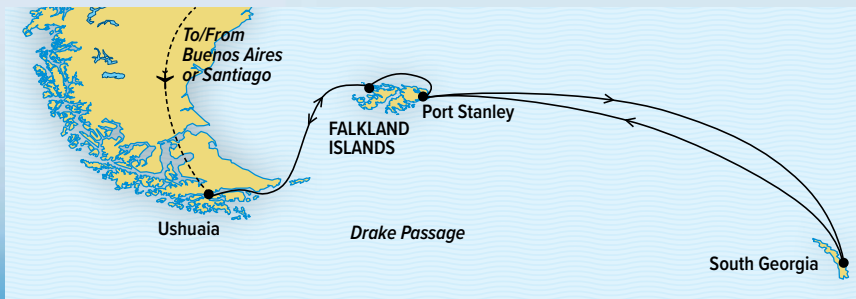 To/From
Buenos Aires
or Santiago
FALKLAND
ISLANDS
Port Stanley
Ushuaia
Drake Passage
South Georgia